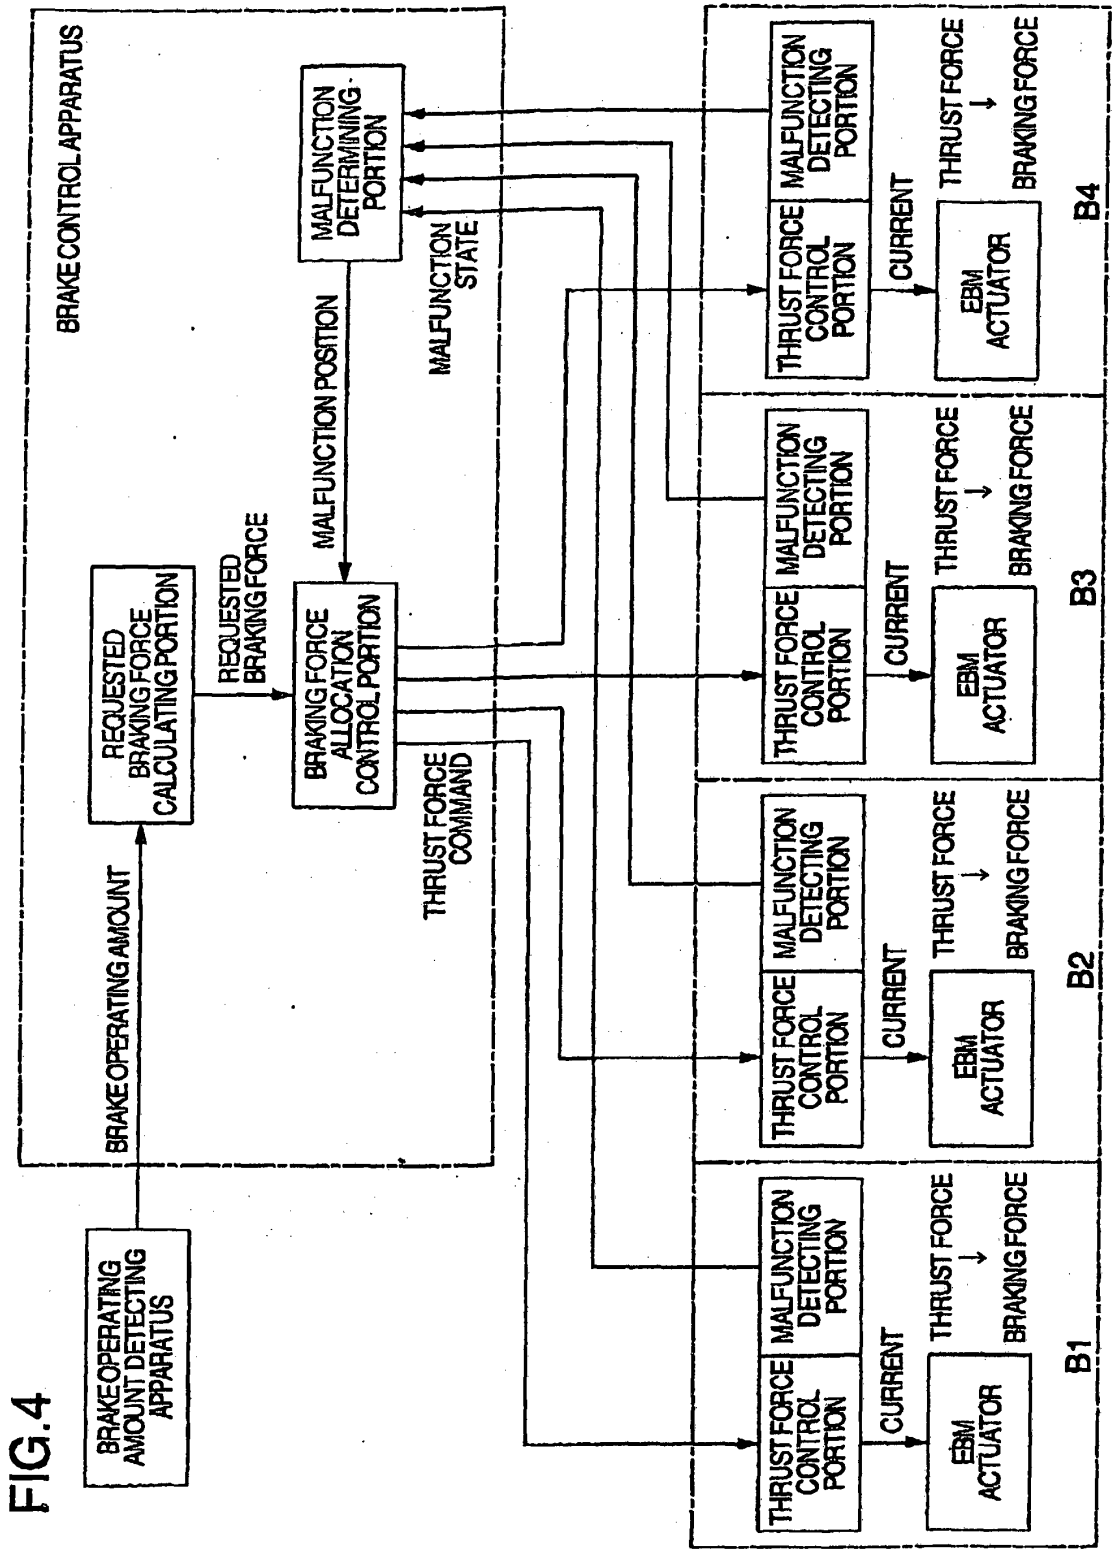 FIG.4
BRAKE OPERATING
AMOUNT DETECTING
APPARATUS
BRAKE OPERATING AMOUNT
BRAKE CONTROL APPARATUS
REQUESTED
BRAKING FORCE
CALCULATING PORTION
REQUESTED
BRAKING FORCE
BRAKING FORCE
ALLOCATION
CONTROL PORTION
MALFUNCTION POSITION
MALFUNCTION
DETERMINING
PORTION
THRUST FORCE
COMMAND
MALFUNCTION
STATE
THRUST FORCE
CONTROL
PORTION
MALFUNCTION
DETECTING
PORTION
CURRENT
EBM
ACTUATOR
THRUST FORCE
↓
BRAKING FORCE
B1
THRUST FORCE
CONTROL
PORTION
MALFUNCTION
DETECTING
PORTION
CURRENT
EBM
ACTUATOR
THRUST FORCE
↓
BRAKING FORCE
B2
THRUST FORCE
CONTROL
PORTION
MALFUNCTION
DETECTING
PORTION
CURRENT
EBM
ACTUATOR
THRUST FORCE
↓
BRAKING FORCE
B3
THRUST FORCE
CONTROL
PORTION
MALFUNCTION
DETECTING
PORTION
CURRENT
EBM
ACTUATOR
THRUST FORCE
↓
BRAKING FORCE
B4